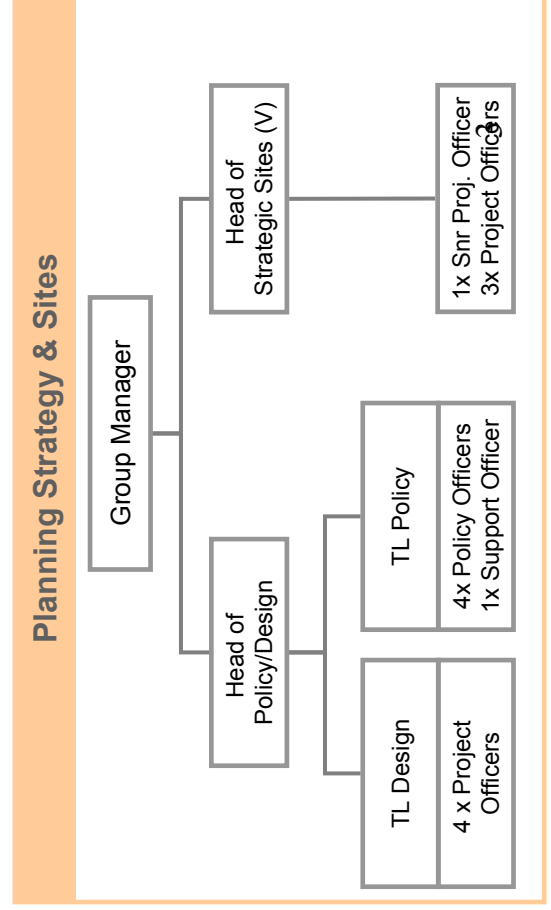 Planning Strategy & Sites
Group Manager
Head of
Policy/Design
Head of
Strategic Sites (V)
TL Design
4 x Project
Officers
TL Policy
4x Policy Officers
1x Support Officer
1x Snr Proj. Officer
3x Project Officers
3